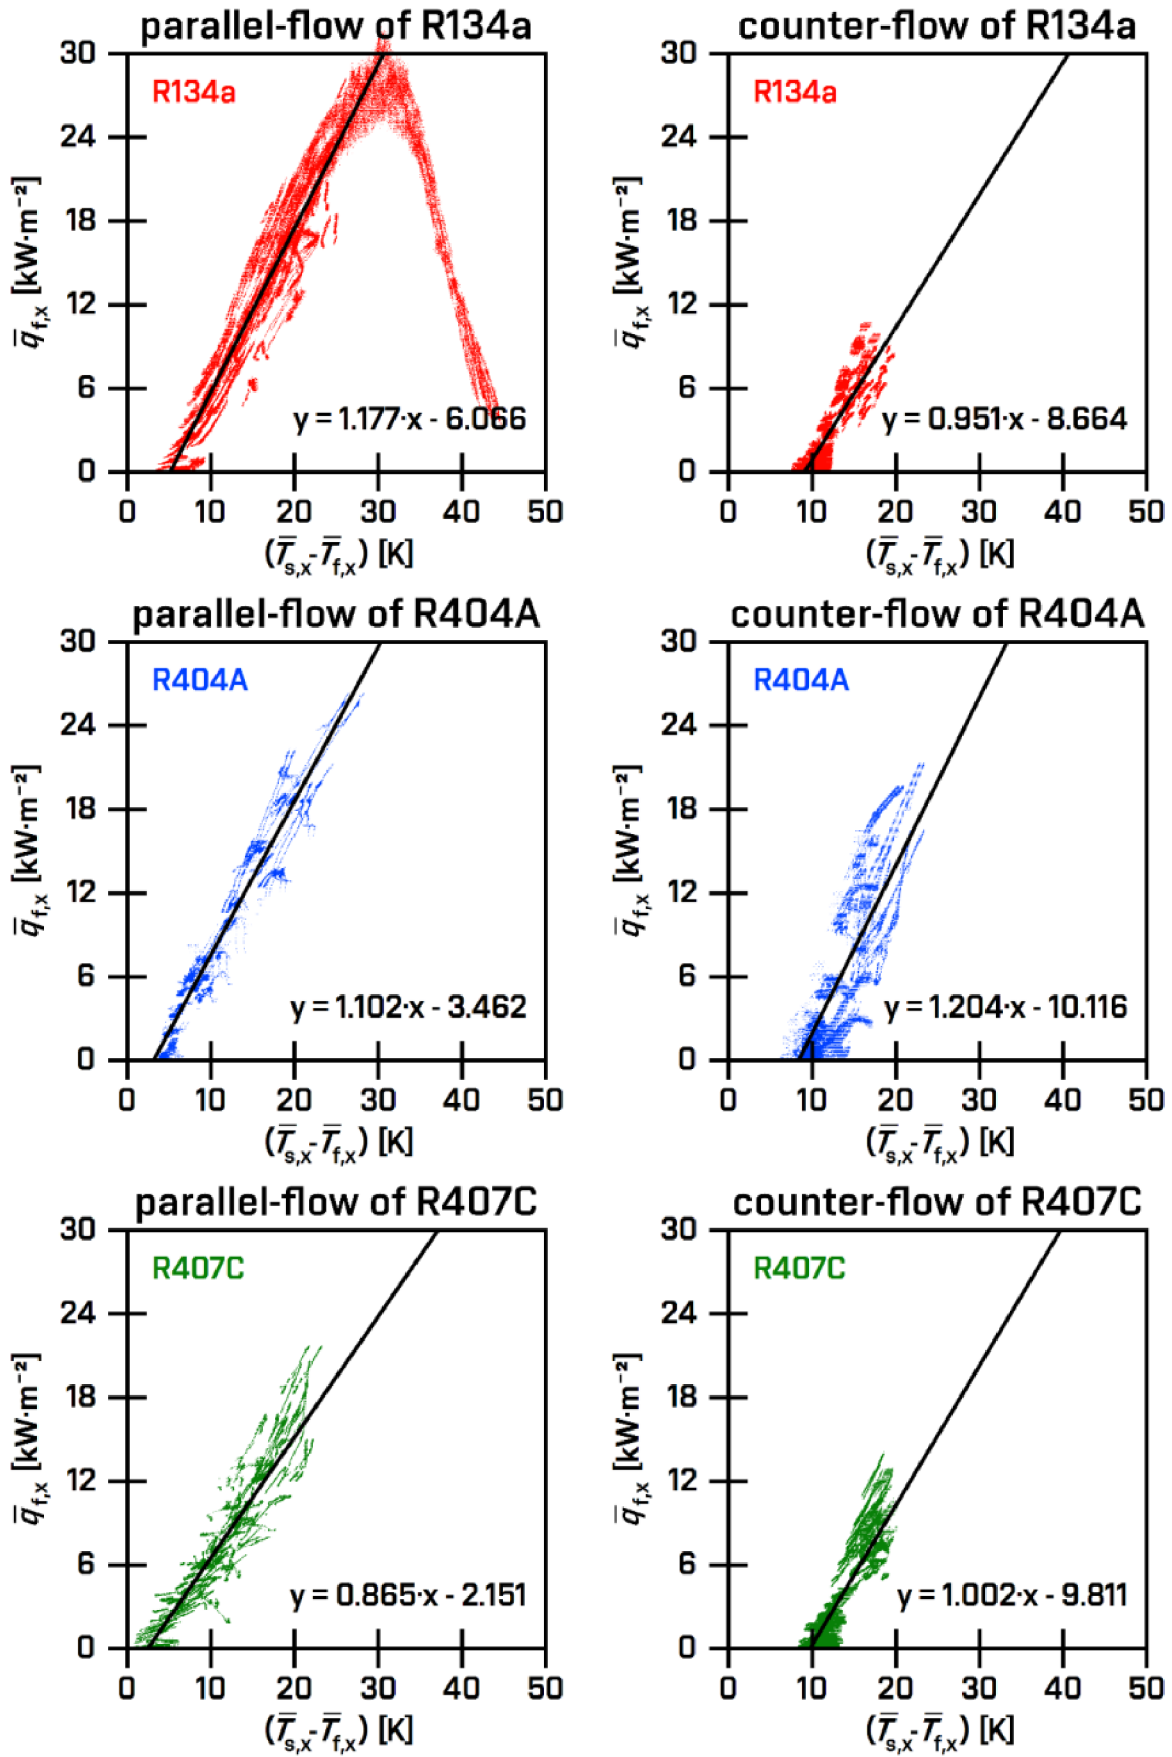 parallel-flow of R134a
30
24
18
12
6
0
R134a
y = 1.177·x - 6.066
0 10 20 30 40 50
q̅f,x [kW·m⁻²]
(T̅s,x-T̅f,x) [K]
counter-flow of R134a
30
24
18
12
6
0
R134a
y = 0.951·x - 8.664
0 10 20 30 40 50
q̅f,x [kW·m⁻²]
(T̅s,x-T̅f,x) [K]
parallel-flow of R404A
30
24
18
12
6
0
R404A
y = 1.102·x - 3.462
0 10 20 30 40 50
q̅f,x [kW·m⁻²]
(T̅s,x-T̅f,x) [K]
counter-flow of R404A
30
24
18
12
6
0
R404A
y = 1.204·x - 10.116
0 10 20 30 40 50
q̅f,x [kW·m⁻²]
(T̅s,x-T̅f,x) [K]
parallel-flow of R407C
30
24
18
12
6
0
R407C
y = 0.865·x - 2.151
0 10 20 30 40 50
q̅f,x [kW·m⁻²]
(T̅s,x-T̅f,x) [K]
counter-flow of R407C
30
24
18
12
6
0
R407C
y = 1.002·x - 9.811
0 10 20 30 40 50
q̅f,x [kW·m⁻²]
(T̅s,x-T̅f,x) [K]